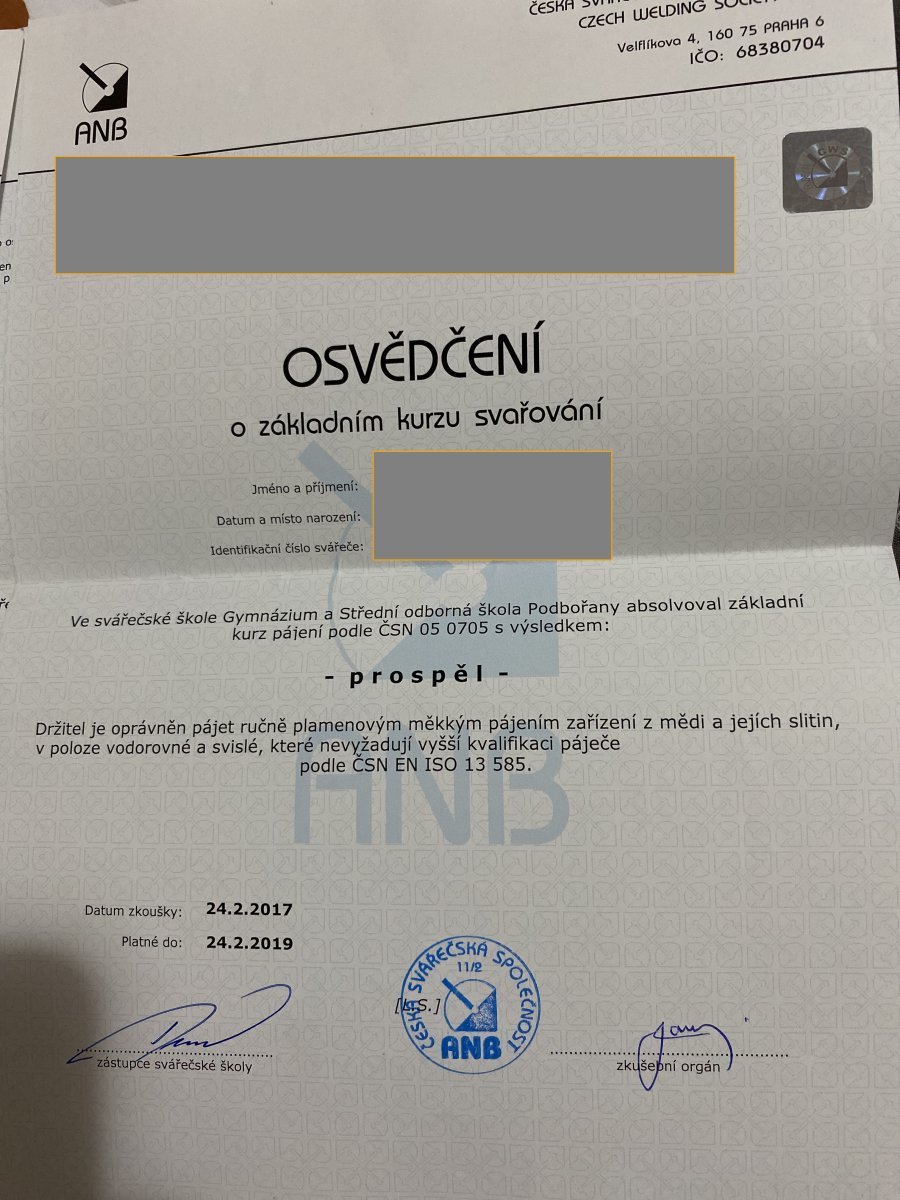 ČESKÁ
CZECH WELDING SOCIETY
Velflíkova 4, 160 75 PRAHA 6
IČO: 68380704
ANB
CWS
OSVĚDČENÍ
o základním kurzu svařování
Jméno a příjmení:
Datum a místo narození:
Identifikační číslo svářeče:
Ve svářečské škole Gymnázium a Střední odborná škola Podbořany absolvoval základní
kurz pájení podle ČSN 05 0705 s výsledkem:
- prospěl -
Držitel je oprávněn pájet ručně plamenovým měkkým pájením zařízení z mědi a jejích slitin,
v poloze vodorovné a svislé, které nevyžadují vyšší kvalifikaci páječe
podle ČSN EN ISO 13 585.
ANB
Datum zkoušky: 24.2.2017
Platné do: 24.2.2019
ČESKÁ SVÁŘEČSKÁ SPOLEČNOST
11/2
[L.S.]
ANB
zástupce svářečské školy
zkušební orgán